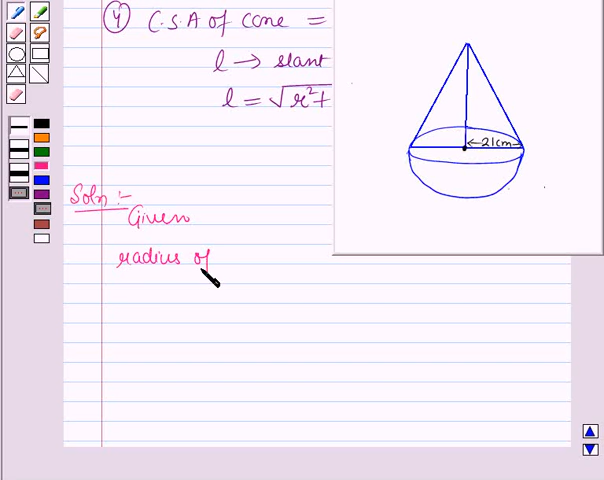 ④ C.S.A of cone =
l → slant
l = √r²+
←21cm→
Soln :-
Given
radius of